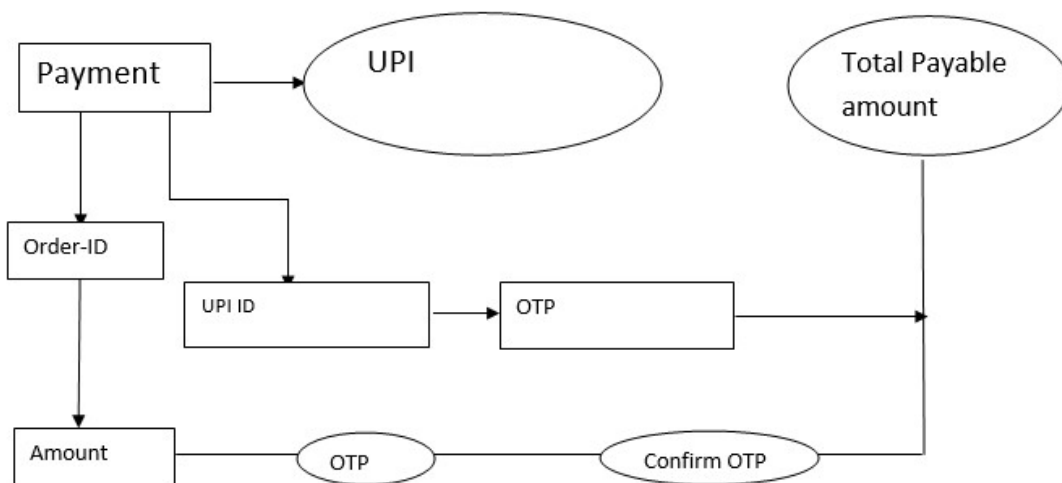 Payment
UPI
Total Payable
amount
Order-ID
UPI ID
OTP
Amount
OTP
Confirm OTP